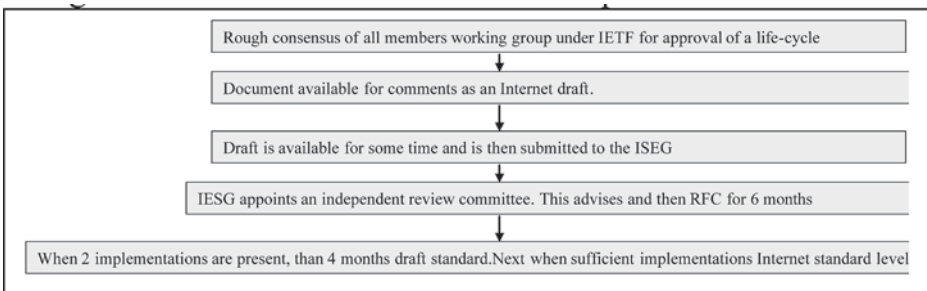 Rough consensus of all members working group under IETF for approval of a life-cycle
Document available for comments as an Internet draft.
Draft is available for some time and is then submitted to the ISEG
IESG appoints an independent review committee. This advises and then RFC for 6 months
When 2 implementations are present, than 4 months draft standard.Next when sufficient implementations Internet standard level